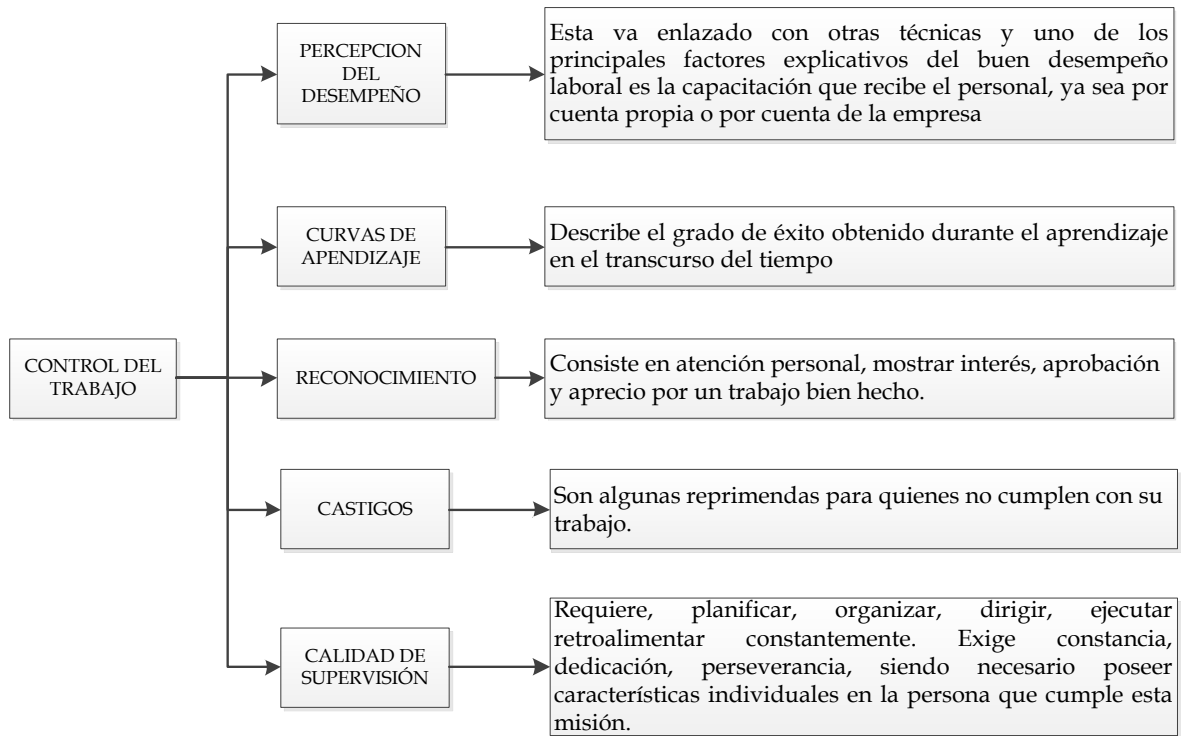 PERCEPCION
DEL
DESEMPEÑO
Esta va enlazado con otras técnicas y uno de los
principales factores explicativos del buen desempeño
laboral es la capacitación que recibe el personal, ya sea por
cuenta propia o por cuenta de la empresa
CURVAS DE
APENDIZAJE
Describe el grado de éxito obtenido durante el aprendizaje
en el transcurso del tiempo
CONTROL DEL
TRABAJO
RECONOCIMIENTO
Consiste en atención personal, mostrar interés, aprobación
y aprecio por un trabajo bien hecho.
CASTIGOS
Son algunas reprimendas para quienes no cumplen con su
trabajo.
CALIDAD DE
SUPERVISIÓN
Requiere, planificar, organizar, dirigir, ejecutar
retroalimentar constantemente. Exige constancia,
dedicación, perseverancia, siendo necesario poseer
características individuales en la persona que cumple esta
misión.